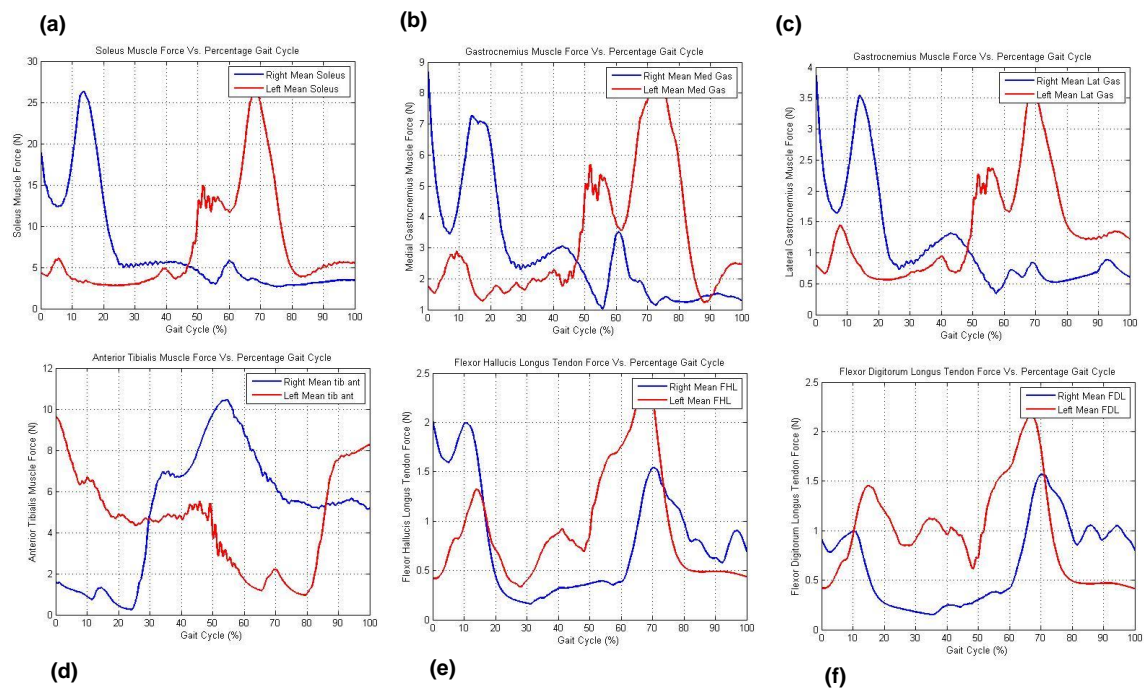 (a)
Soleus Muscle Force Vs. Percentage Gait Cycle
30
25
20
15
10
5
0
Soleus Muscle Force (N)
Right Mean Soleus
Left Mean Soleus
0 10 20 30 40 50 60 70 80 90 100
Gait Cycle (%)
(b)
Gastrocnemius Muscle Force Vs. Percentage Gait Cycle
9
8
7
6
5
4
3
2
1
Medial Gastrocnemius Muscle Force (N)
Right Mean Med Gas
Left Mean Med Gas
0 10 20 30 40 50 60 70 80 90 100
Gait Cycle (%)
(c)
Gastrocnemius Muscle Force Vs. Percentage Gait Cycle
4
3.5
3
2.5
2
1.5
1
0.5
0
Lateral Gastrocnemius Muscle Force (N)
Right Mean Lat Gas
Left Mean Lat Gas
0 10 20 30 40 50 60 70 80 90 100
Gait Cycle (%)
Anterior Tibialis Muscle Force Vs. Percentage Gait Cycle
12
10
8
6
4
2
0
Anterior Tibialis Muscle Force (N)
Right Mean tib ant
Left Mean tib ant
0 10 20 30 40 50 60 70 80 90 100
Gait Cycle (%)
(d)
Flexor Hallucis Longus Tendon Force Vs. Percentage Gait Cycle
2.5
2
1.5
1
0.5
0
Flexor Hallucis Longus Tendon Force (N)
Right Mean FHL
Left Mean FHL
0 10 20 30 40 50 60 70 80 90 100
Gait Cycle (%)
(e)
Flexor Digitorum Longus Tendon Force Vs. Percentage Gait Cycle
2.5
2
1.5
1
0.5
0
Flexor Digitorum Longus Tendon Force (N)
Right Mean FDL
Left Mean FDL
0 10 20 30 40 50 60 70 80 90 100
Gait Cycle (%)
(f)